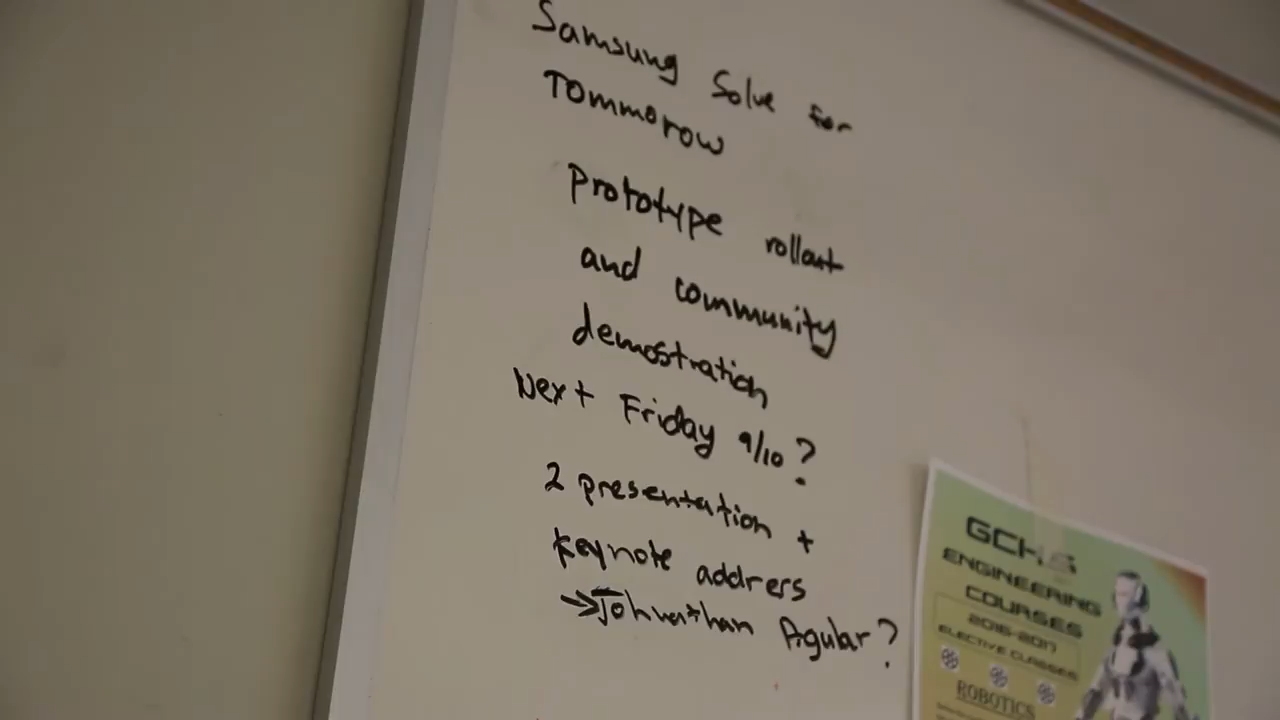 Samsung Solve for
Tommorow
Prototype rollout
and community
demostration
Next Friday 9/10?
2 presentation +
keynote address
→Johnathan Agular?
GCHS
ENGINEERING
COURSES
2016-2017
ELECTIVE CLASSES
ROBOTICS